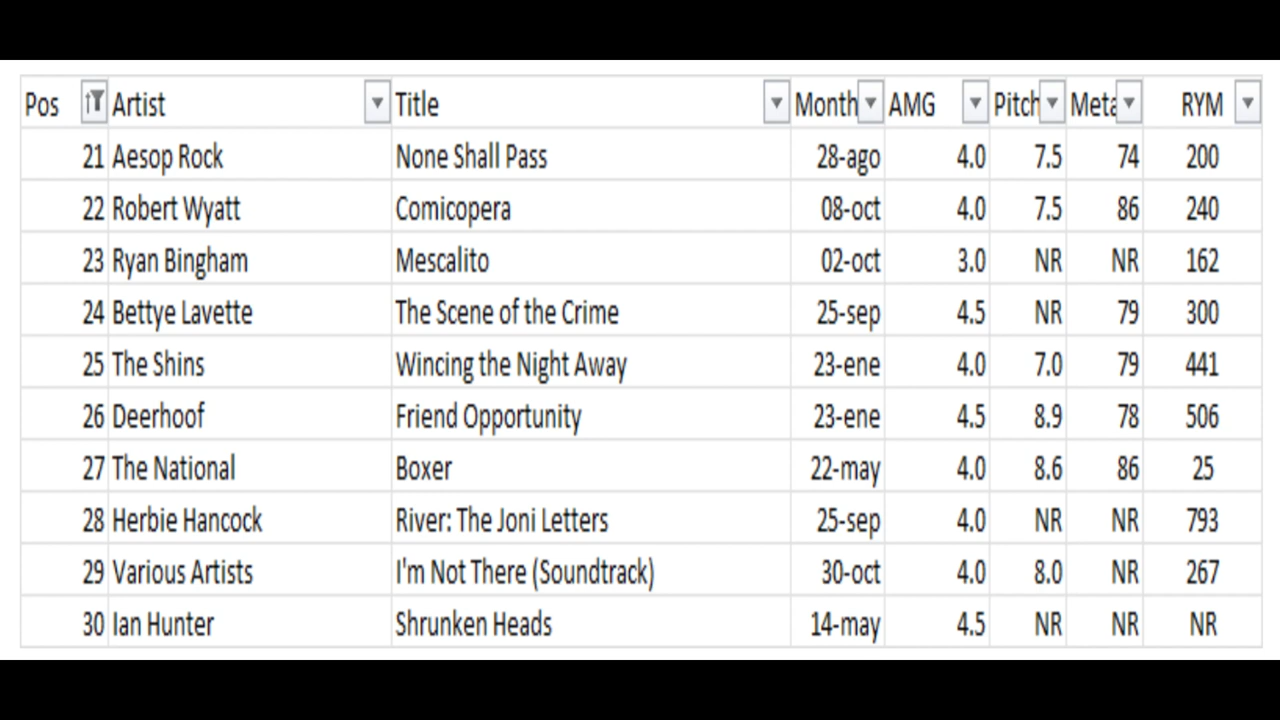 Pos Artist Title Month AMG Pitch Meta RYM
21 Aesop Rock None Shall Pass 28-ago 4.0 7.5 74 200
22 Robert Wyatt Comicopera 08-oct 4.0 7.5 86 240
23 Ryan Bingham Mescalito 02-oct 3.0 NR NR 162
24 Bettye Lavette The Scene of the Crime 25-sep 4.5 NR 79 300
25 The Shins Wincing the Night Away 23-ene 4.0 7.0 79 441
26 Deerhoof Friend Opportunity 23-ene 4.5 8.9 78 506
27 The National Boxer 22-may 4.0 8.6 86 25
28 Herbie Hancock River: The Joni Letters 25-sep 4.0 NR NR 793
29 Various Artists I'm Not There (Soundtrack) 30-oct 4.0 8.0 NR 267
30 Ian Hunter Shrunken Heads 14-may 4.5 NR NR NR